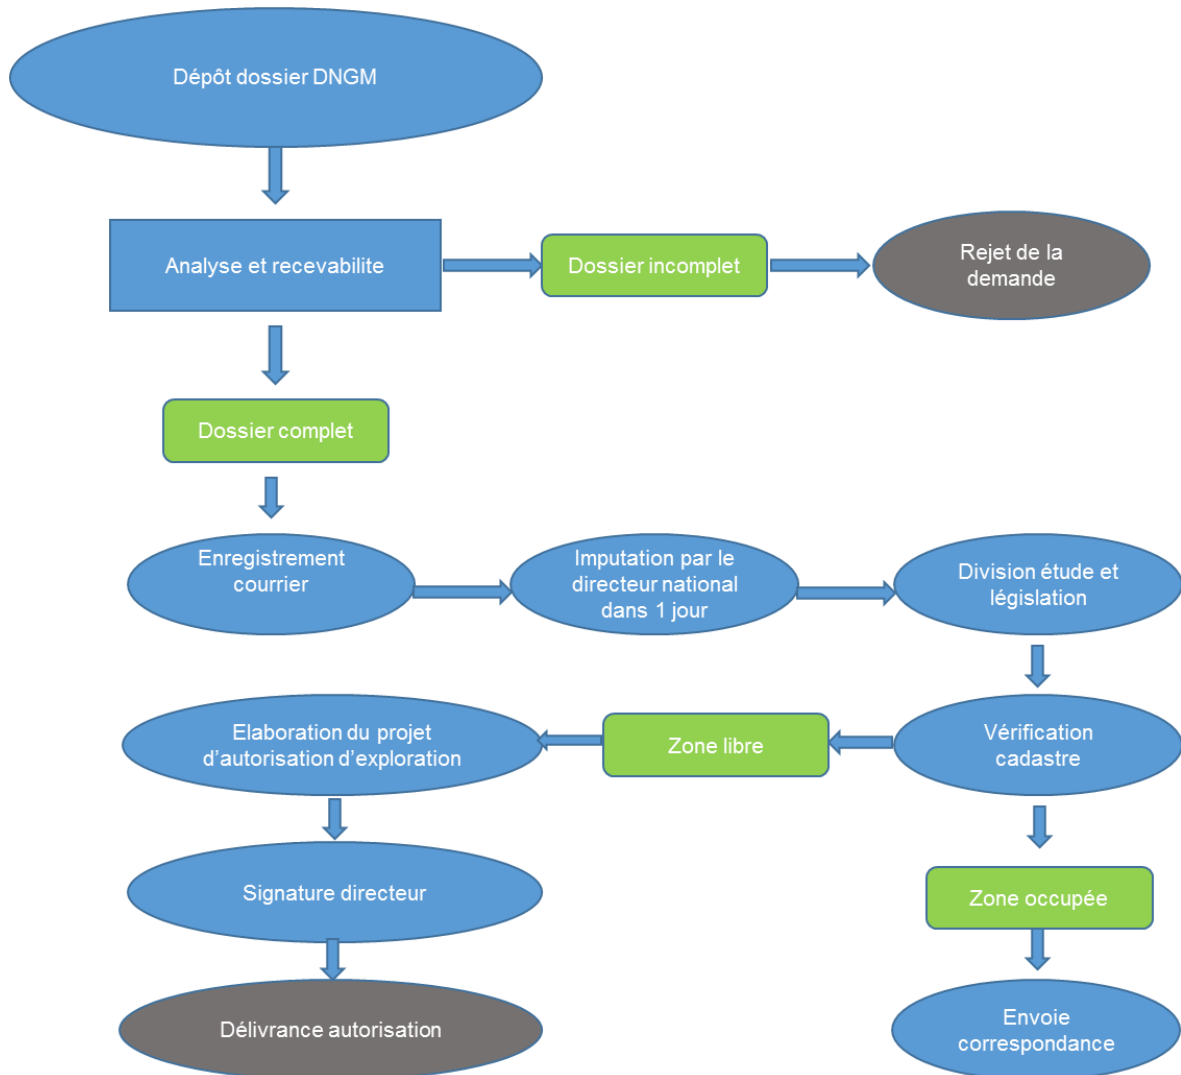 Dépôt dossier DNGM
Analyse et recevabilite
Dossier incomplet
Rejet de la
demande
Dossier complet
Enregistrement
courrier
Imputation par le
directeur national
dans 1 jour
Division étude et
législation
Elaboration du projet
d’autorisation d’exploration
Zone libre
Vérification
cadastre
Signature directeur
Zone occupée
Délivrance autorisation
Envoie
correspondance